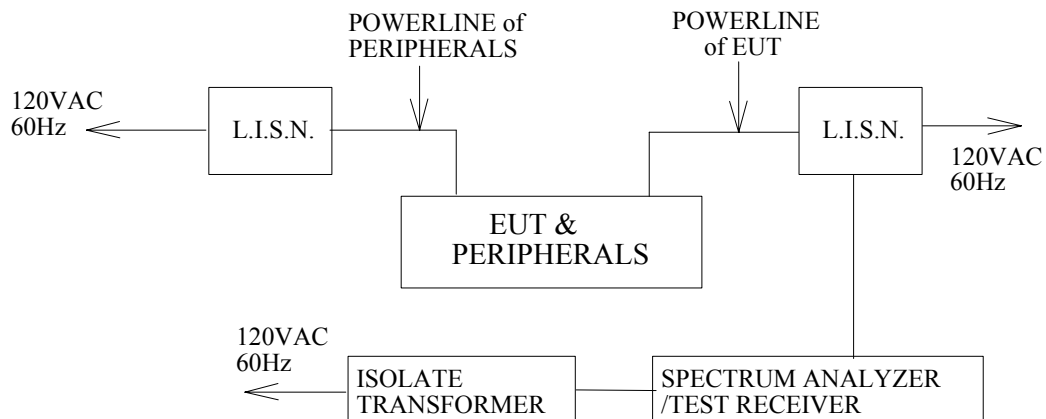 POWERLINE of
PERIPHERALS
POWERLINE
of EUT
120VAC
60Hz
L.I.S.N.
L.I.S.N.
120VAC
60Hz
EUT &
PERIPHERALS
120VAC
60Hz
ISOLATE
TRANSFORMER
SPECTRUM ANALYZER
/TEST RECEIVER